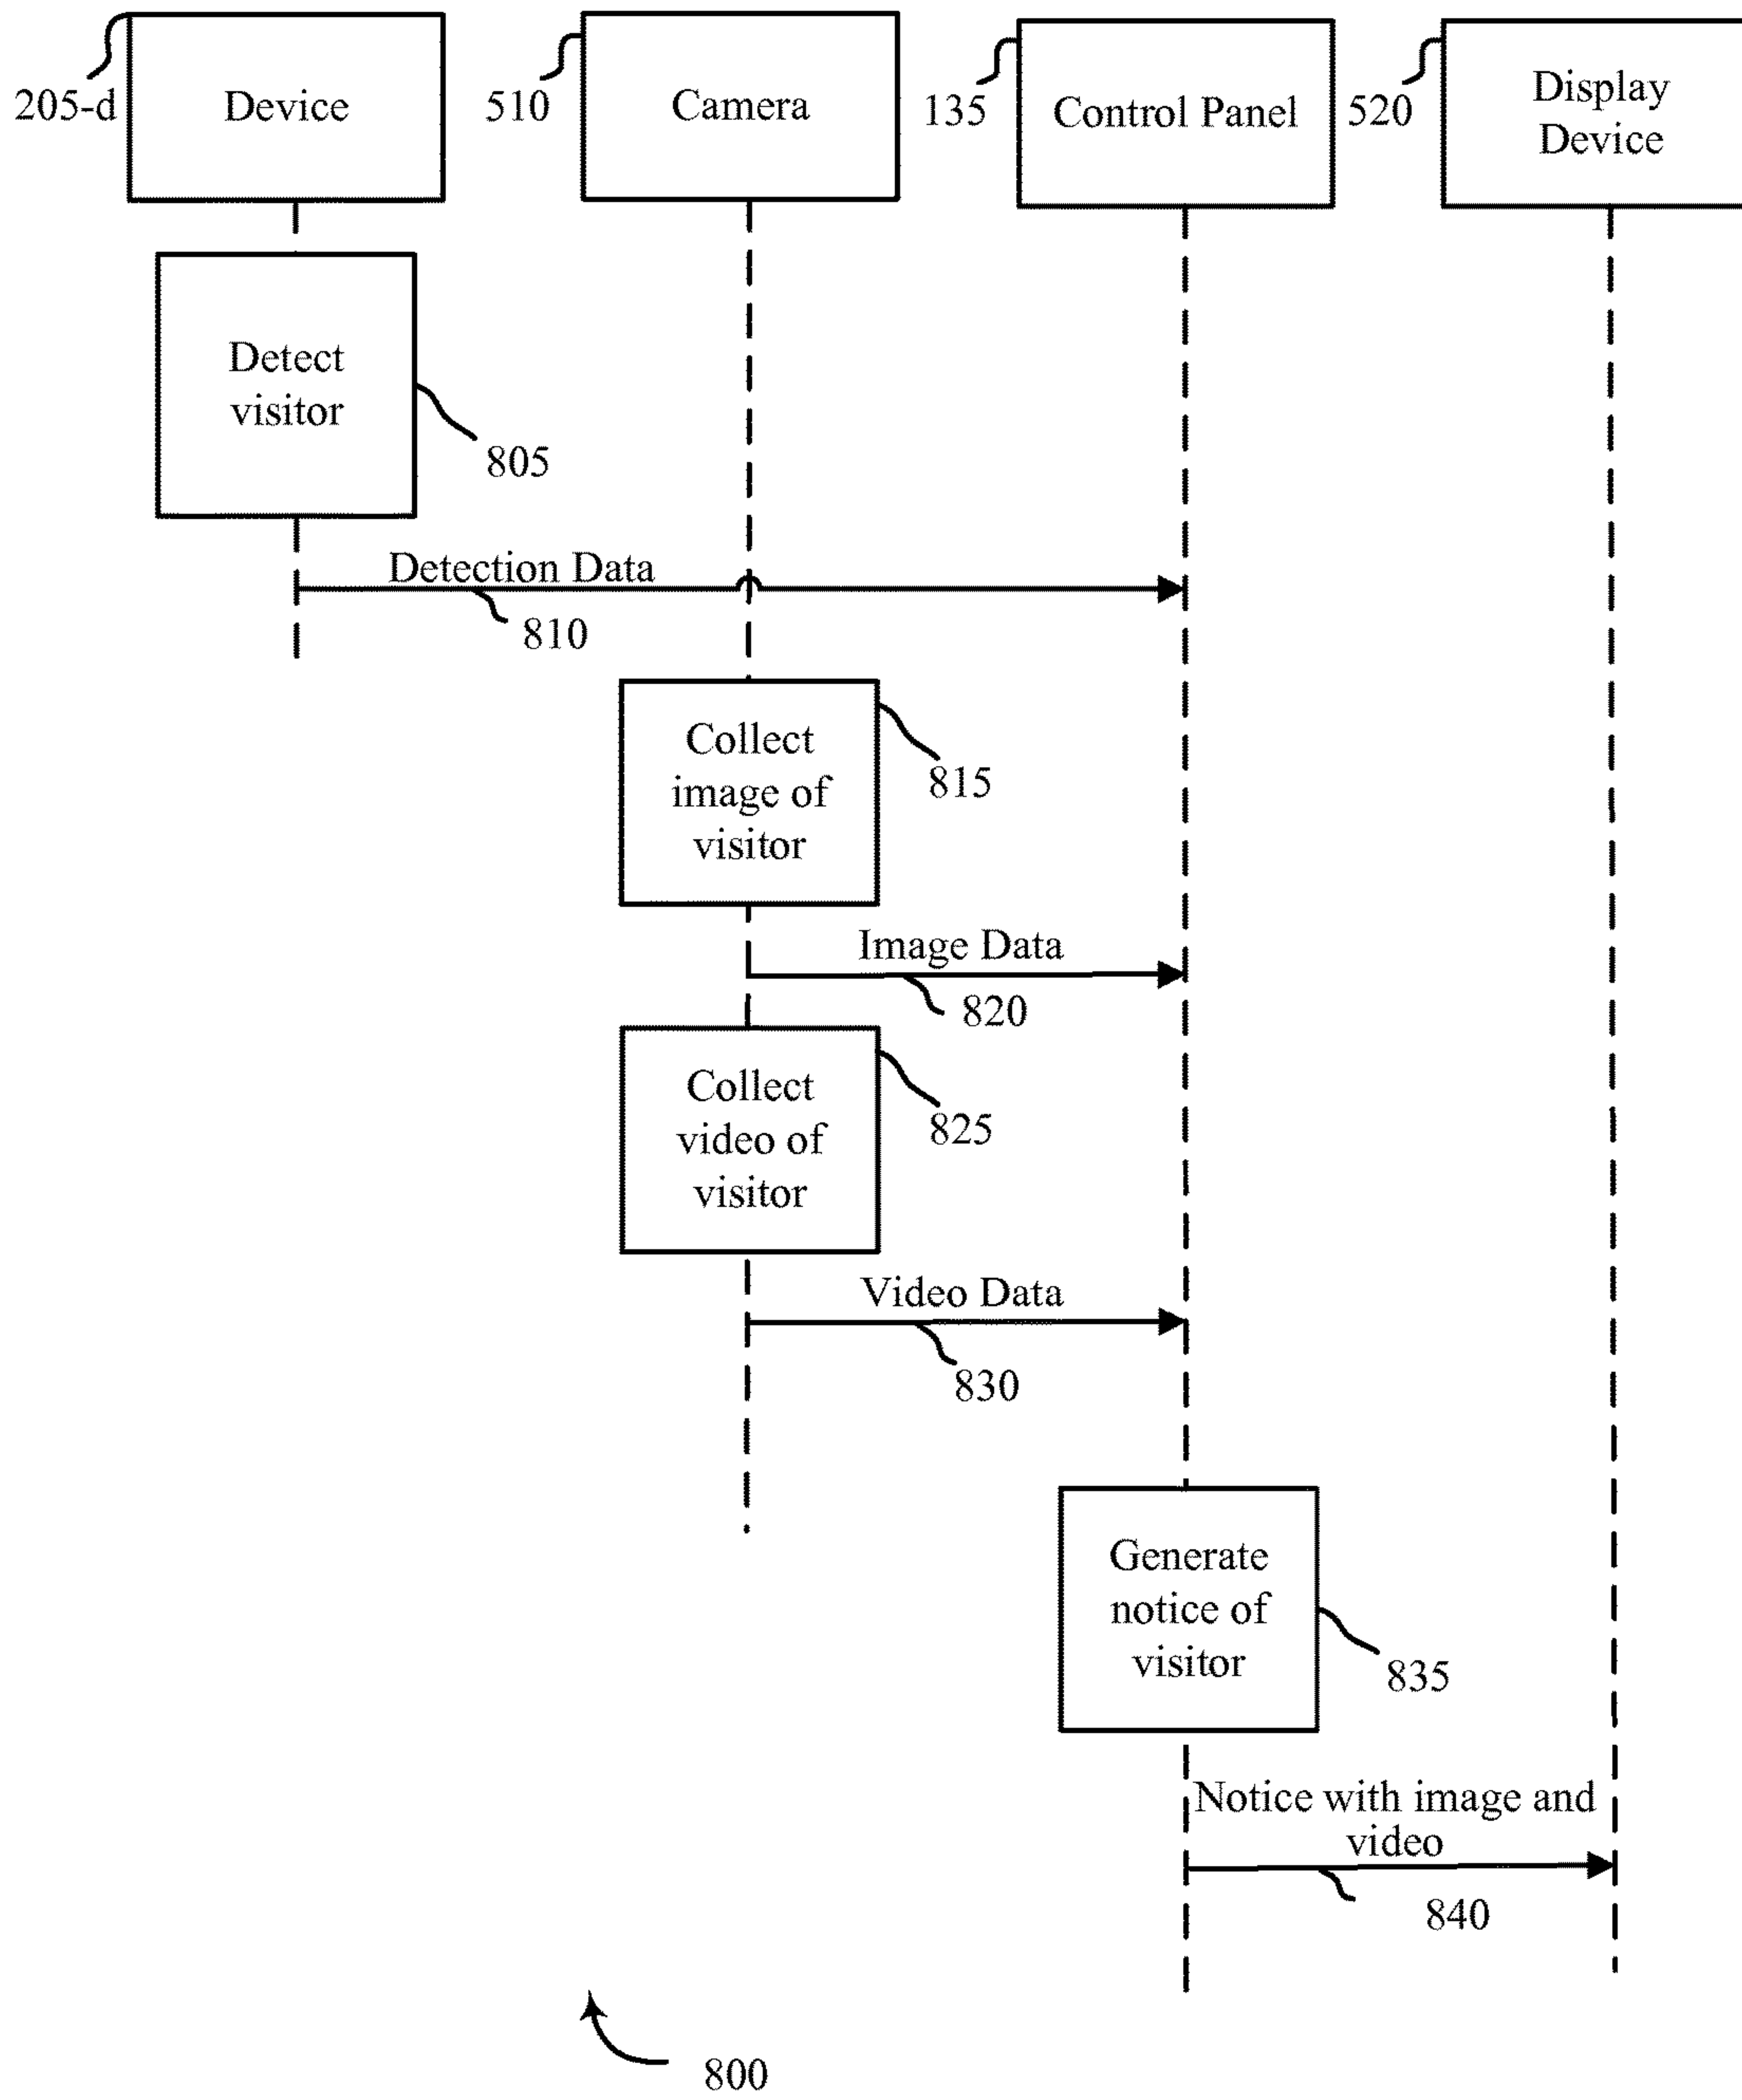 205-d
Device
510
Camera
135
Control Panel
520
Display
Device
Detect
visitor
805
Detection Data
810
Collect
image of
visitor
815
Image Data
820
Collect
video of
visitor
825
Video Data
830
Generate
notice of
visitor
835
Notice with image and
video
840
800